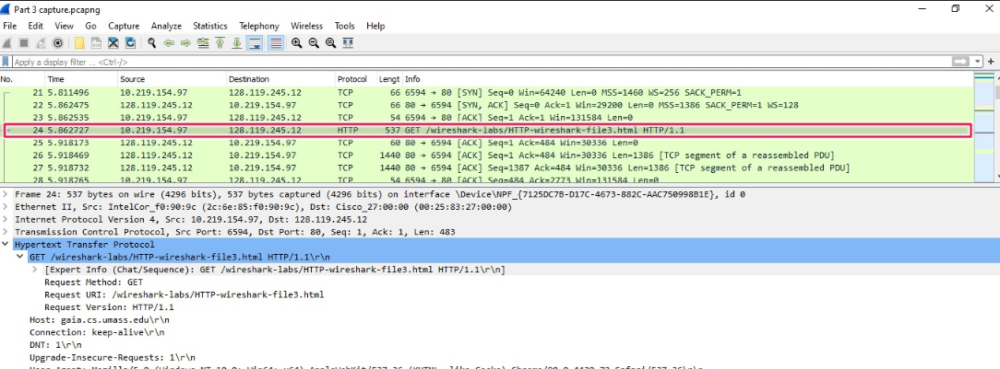 Part 3 capture.pcapng
File Edit View Go Capture Analyze Statistics Telephony Wireless Tools Help
Apply a display filter ... <Ctrl-/>
No. Time Source Destination Protocol Lengt Info
21 5.811496 10.219.154.97 128.119.245.12 TCP 66 6594 → 80 [SYN] Seq=0 Win=64240 Len=0 MSS=1460 WS=256 SACK_PERM=1
22 5.862475 128.119.245.12 10.219.154.97 TCP 66 80 → 6594 [SYN, ACK] Seq=0 Ack=1 Win=29200 Len=0 MSS=1386 SACK_PERM=1 WS=128
23 5.862535 10.219.154.97 128.119.245.12 TCP 54 6594 → 80 [ACK] Seq=1 Ack=1 Win=131584 Len=0
24 5.862727 10.219.154.97 128.119.245.12 HTTP 537 GET /wireshark-labs/HTTP-wireshark-file3.html HTTP/1.1
25 5.918173 128.119.245.12 10.219.154.97 TCP 60 80 → 6594 [ACK] Seq=1 Ack=484 Win=30336 Len=0
26 5.918469 128.119.245.12 10.219.154.97 TCP 1440 80 → 6594 [ACK] Seq=1 Ack=484 Win=30336 Len=1386 [TCP segment of a reassembled PDU]
27 5.918732 128.119.245.12 10.219.154.97 TCP 1440 80 → 6594 [ACK] Seq=1387 Ack=484 Win=30336 Len=1386 [TCP segment of a reassembled PDU]
28 5.918765 10.219.154.97 128.119.245.12 TCP 54 6594 → 80 [ACK] Seq=484 Ack=2773 Win=131584 Len=0
Frame 24: 537 bytes on wire (4296 bits), 537 bytes captured (4296 bits) on interface \Device\NPF_{7125DC7B-D17C-4673-882C-AAC750998B1E}, id 0
Ethernet II, Src: IntelCor_f0:90:9c (2c:6e:85:f0:90:9c), Dst: Cisco_27:00:00 (00:25:83:27:00:00)
Internet Protocol Version 4, Src: 10.219.154.97, Dst: 128.119.245.12
Transmission Control Protocol, Src Port: 6594, Dst Port: 80, Seq: 1, Ack: 1, Len: 483
Hypertext Transfer Protocol
GET /wireshark-labs/HTTP-wireshark-file3.html HTTP/1.1\r\n
[Expert Info (Chat/Sequence): GET /wireshark-labs/HTTP-wireshark-file3.html HTTP/1.1\r\n]
Request Method: GET
Request URI: /wireshark-labs/HTTP-wireshark-file3.html
Request Version: HTTP/1.1
Host: gaia.cs.umass.edu\r\n
Connection: keep-alive\r\n
DNT: 1\r\n
Upgrade-Insecure-Requests: 1\r\n